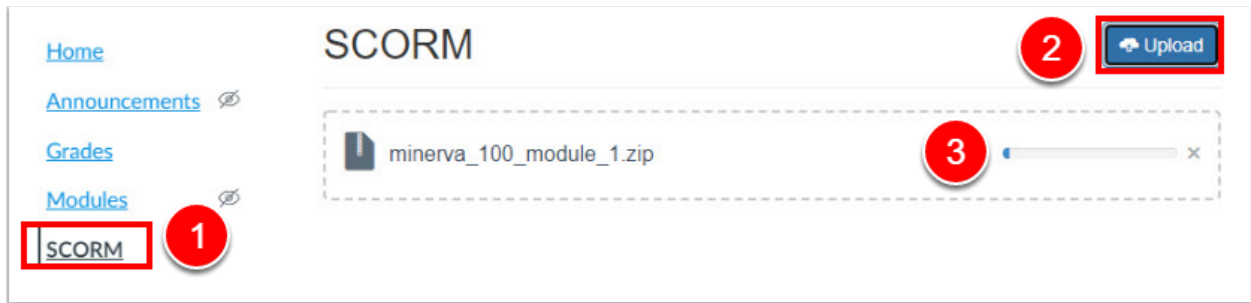 Home
Announcements
Grades
Modules
SCORM
1
SCORM
2
Upload
minerva_100_module_1.zip
3